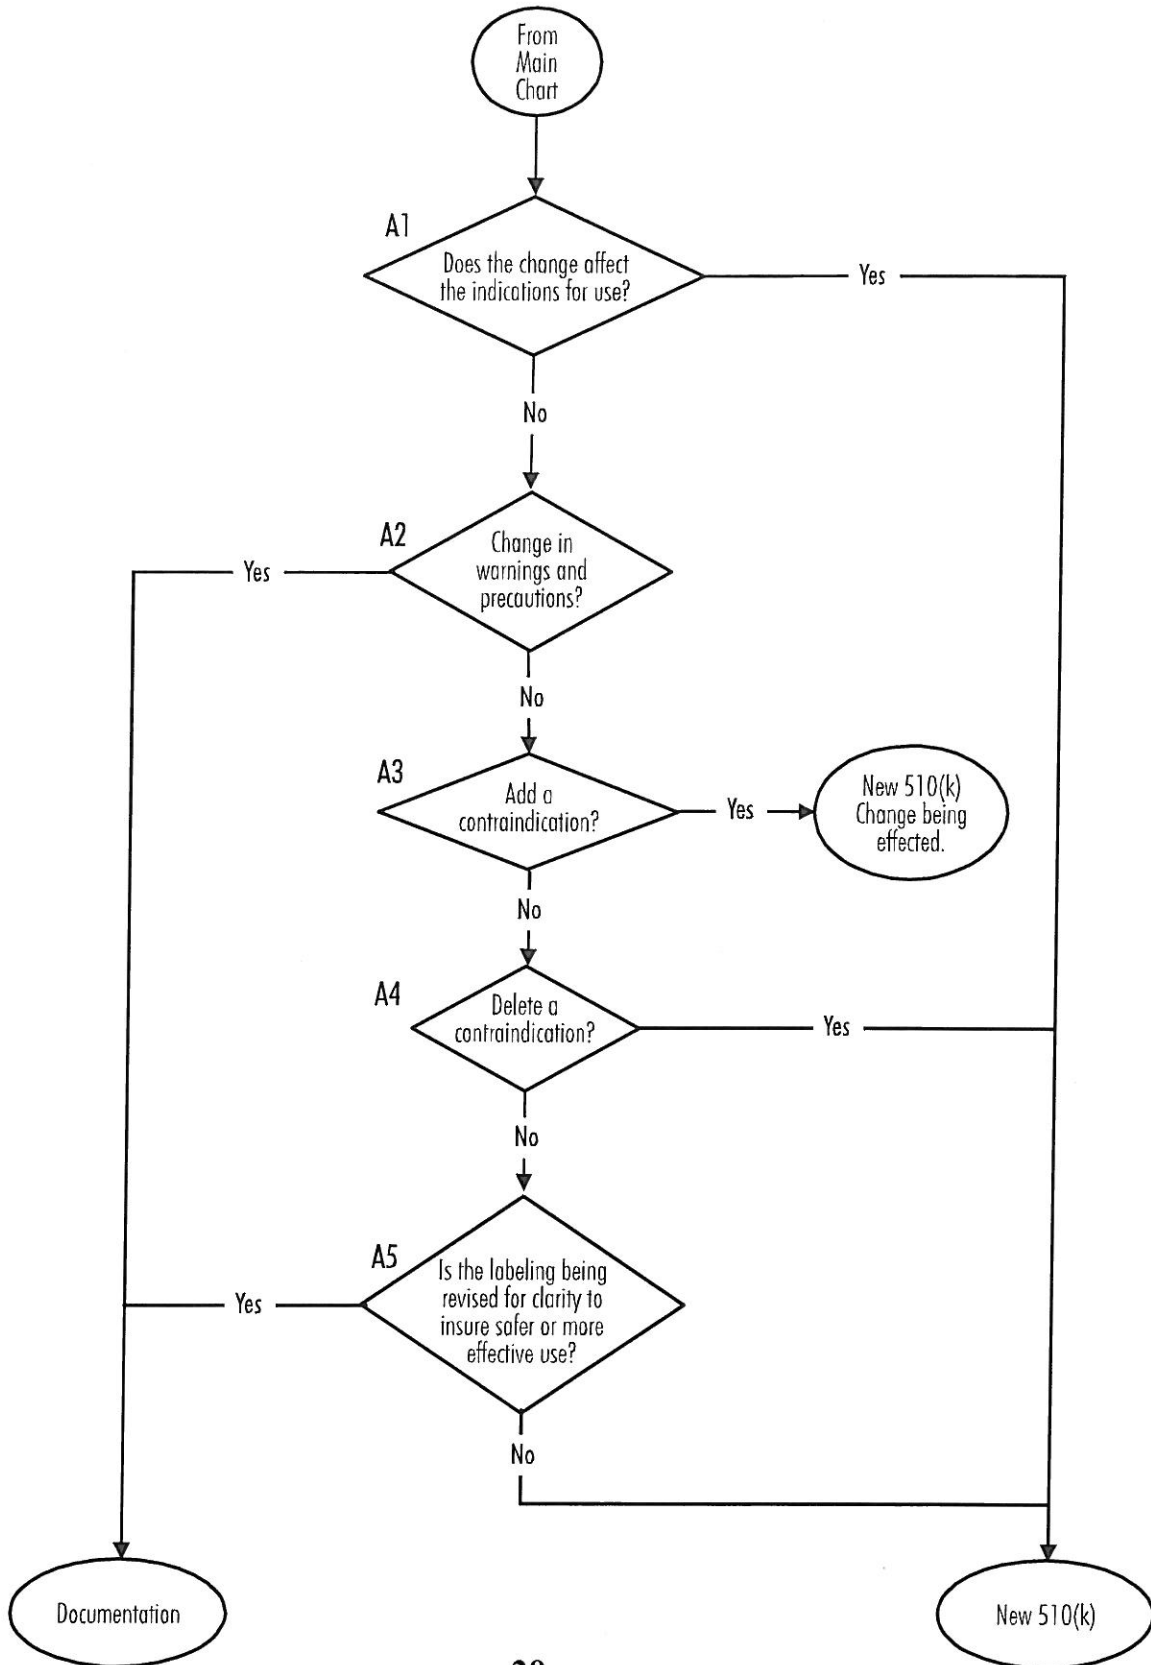 From
Main
Chart
A1
Does the change affect
the indications for use?
Yes
No
A2
Change in
warnings and
precautions?
Yes
No
A3
Add a
contraindication?
Yes
New 510(k)
Change being
effected.
No
A4
Delete a
contraindication?
Yes
No
A5
Is the labeling being
revised for clarity to
insure safer or more
effective use?
Yes
No
Documentation
New 510(k)